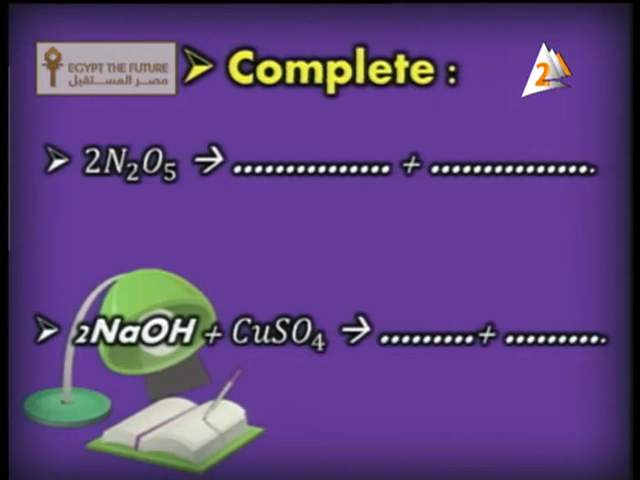 EGYPT THE FUTURE
مصر المستقبل
➢ Complete :
2
➢ 2N₂O₅ → ............... + ...............
➢ 2NaOH + CuSO₄ → ......... + .........